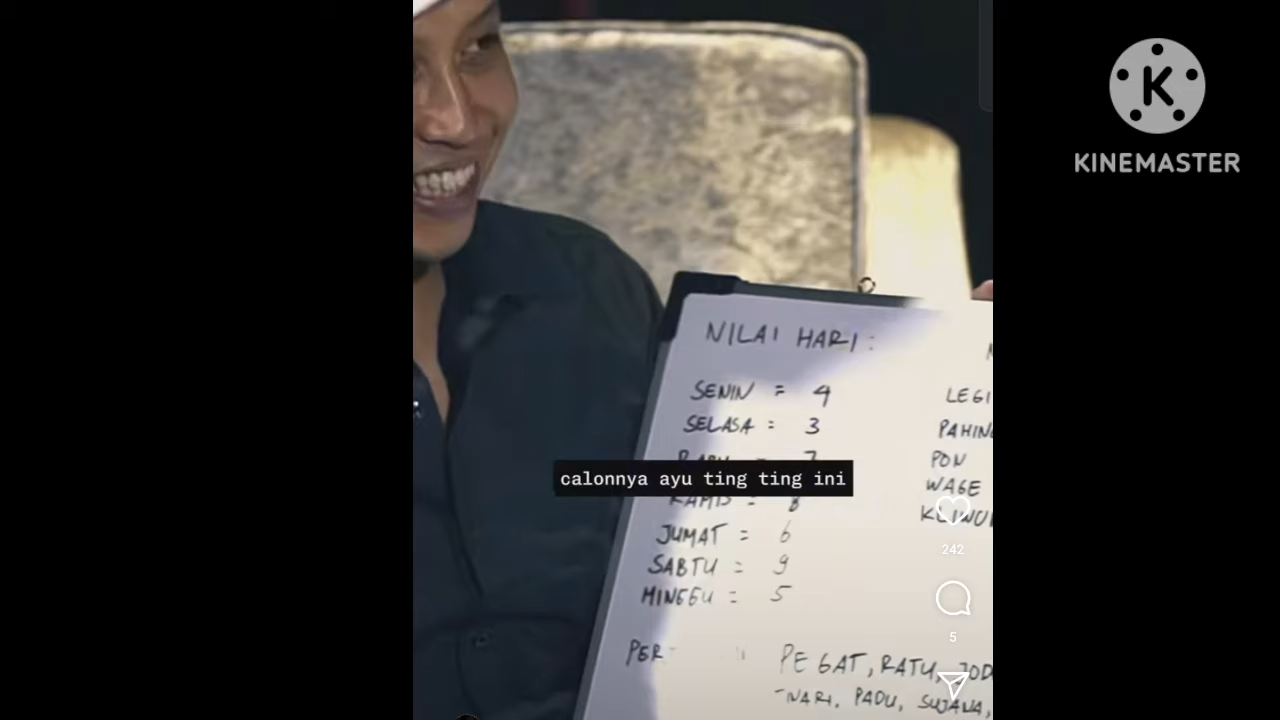 KINEMASTER
NILAI HARI :
SENIN = 4
SELASA = 3
calonnya ayu ting ting ini
JUMAT = 6
SABTU = 9
MINGGU = 5
PON
WAGE
242
5
PEGAT, RATU,
PADU, SUJANA,